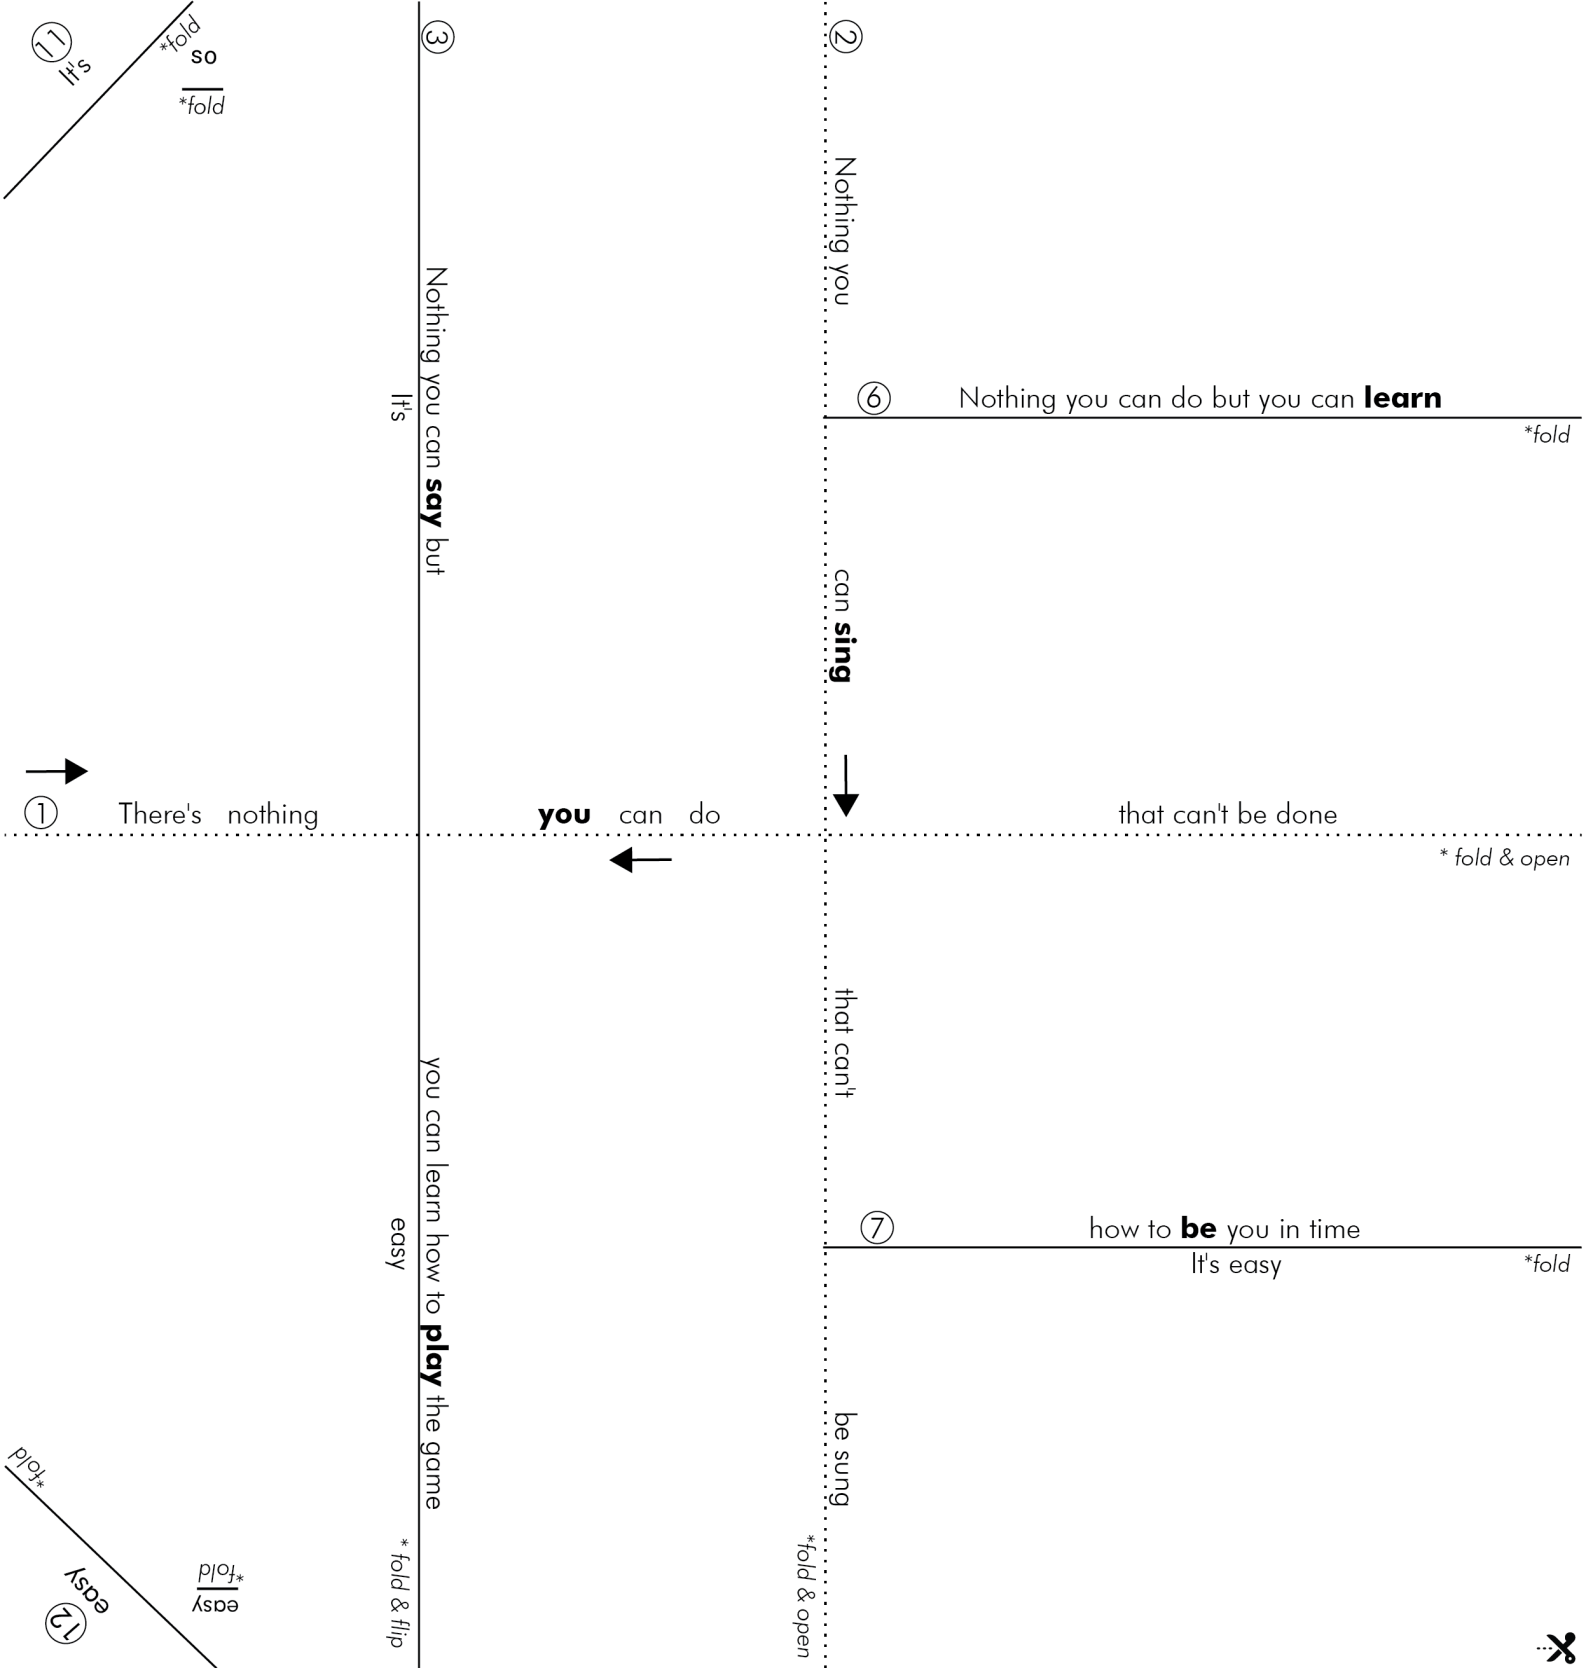 11
It's
*fold
so
*fold
3
Nothing you can say but you can learn how to play the game
It's easy
* fold & flip
2
Nothing you can sing that can't be sung
*fold & open
6 Nothing you can do but you can learn
*fold
1 There's nothing you can do that can't be done
* fold & open
7 how to be you in time
It's easy
*fold
*fold
easy
12
*fold
easy